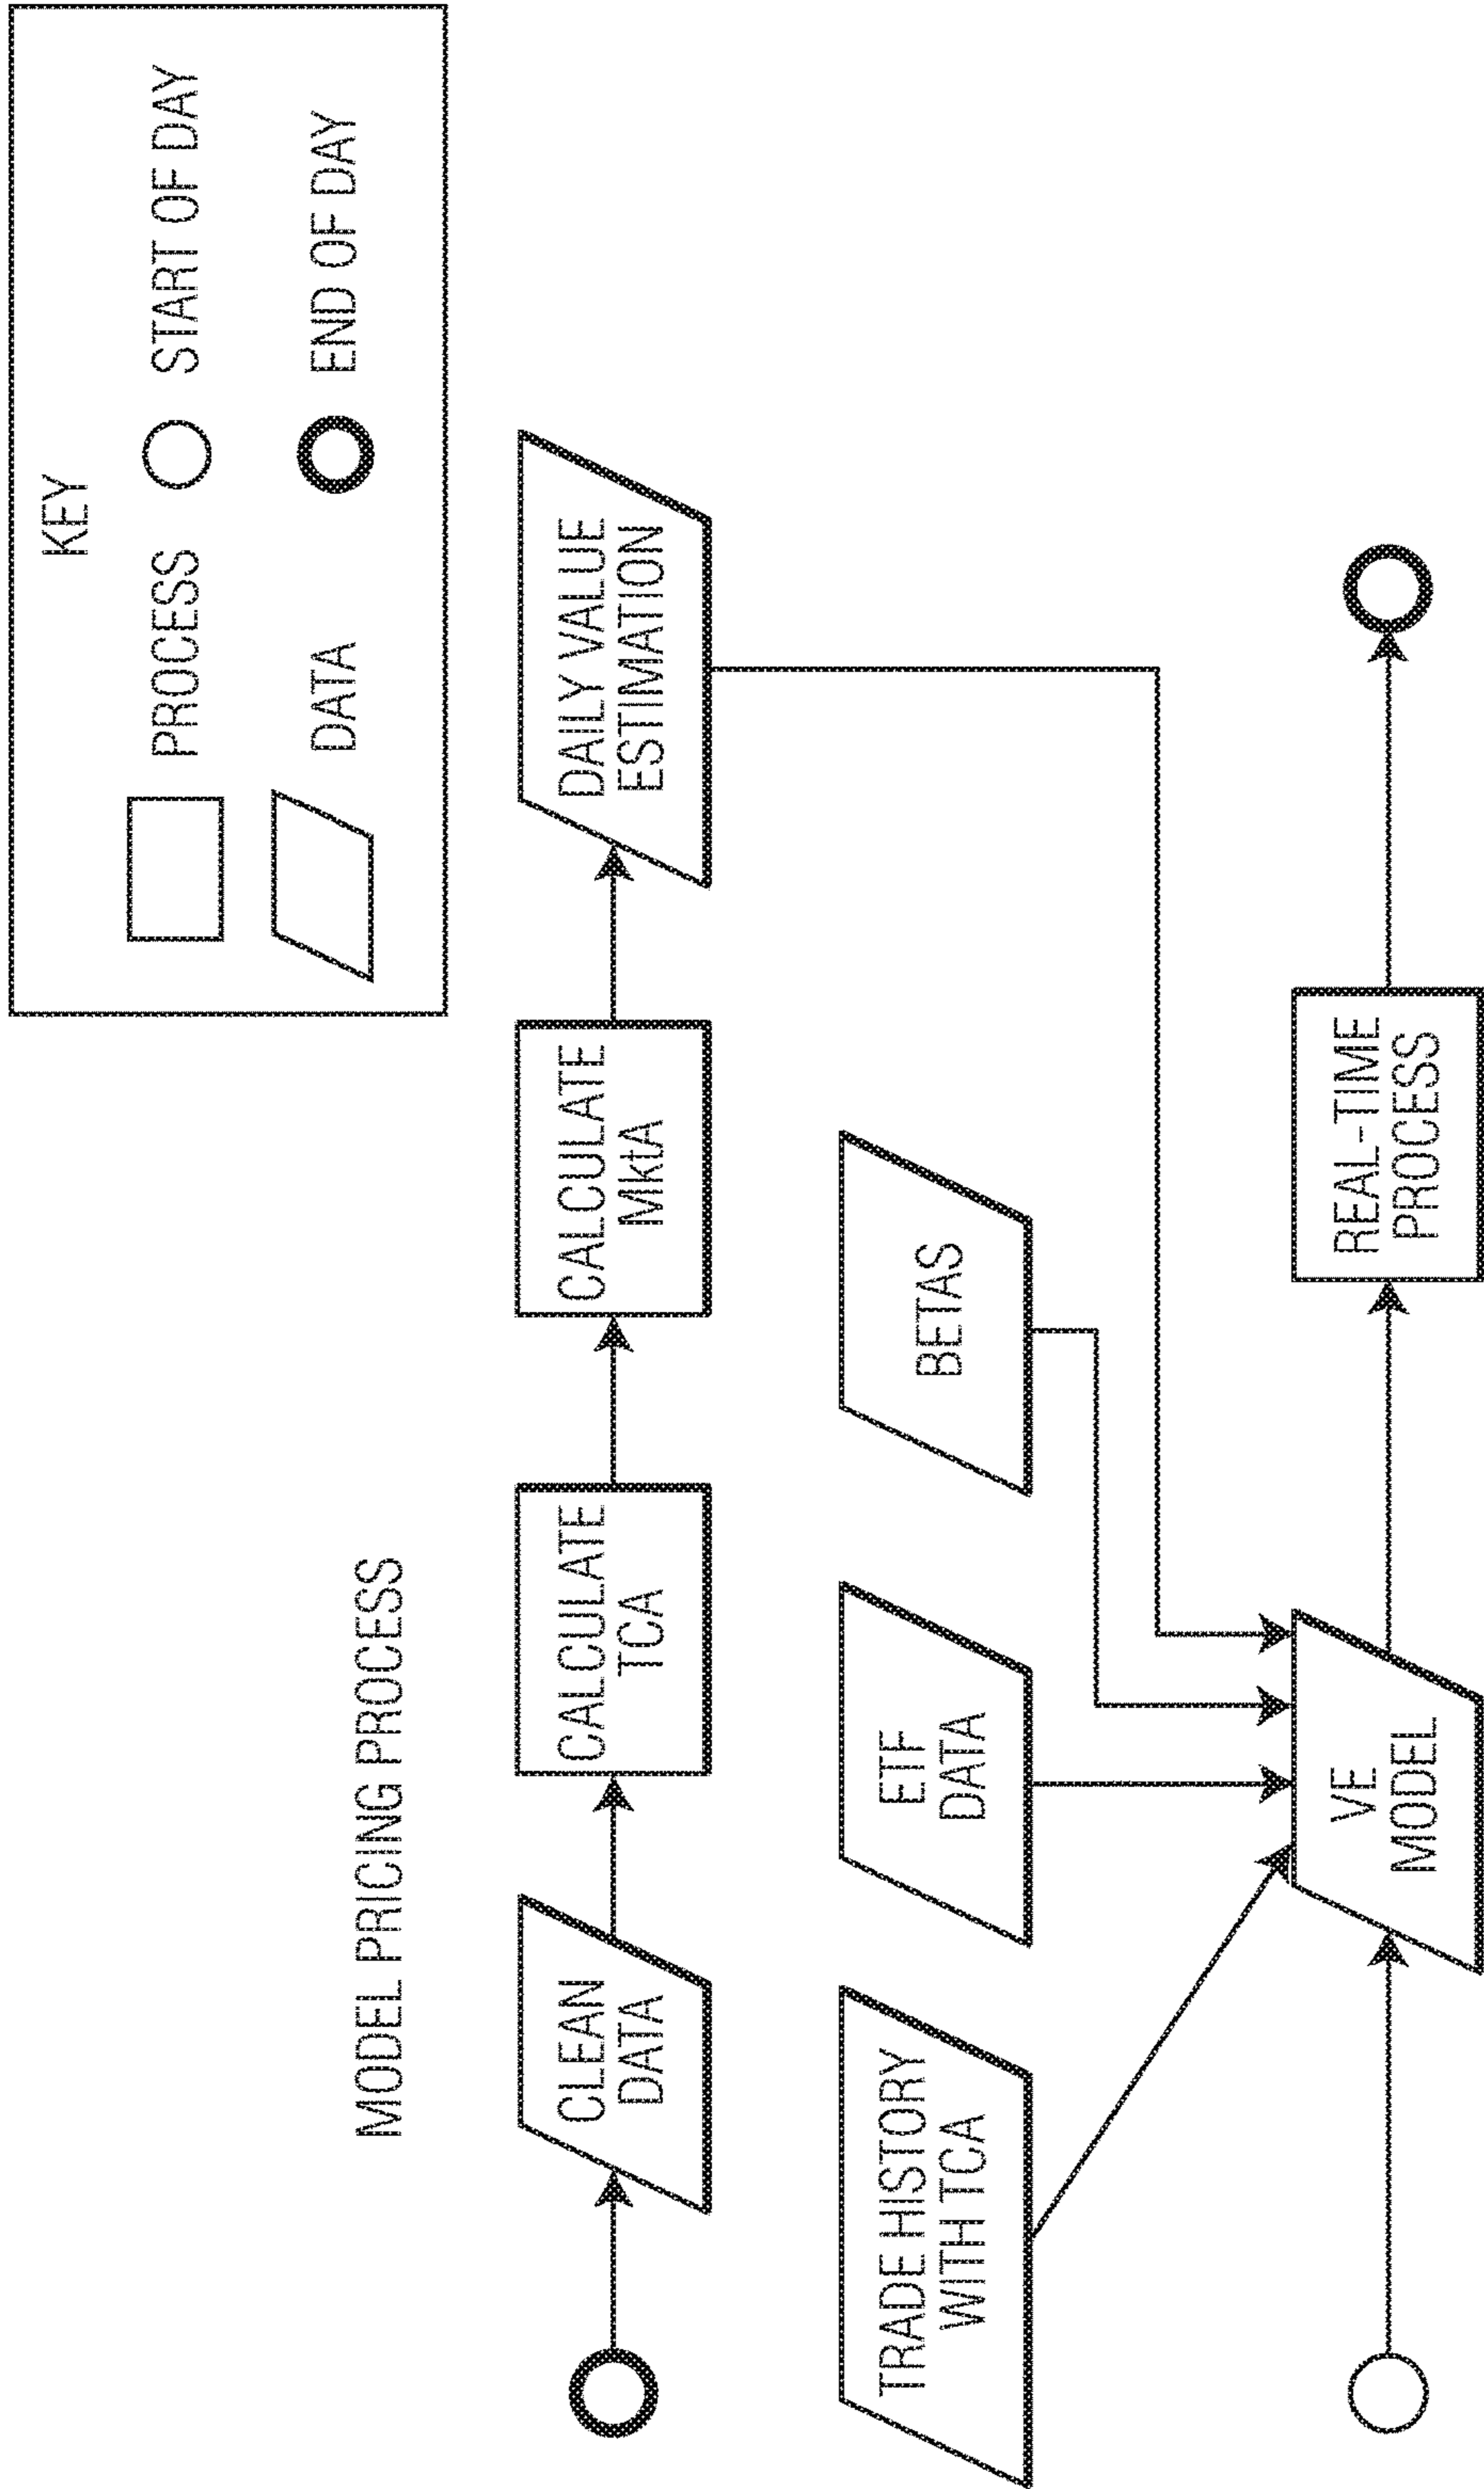 KEY
PROCESS
START OF DAY
DATA
END OF DAY
MODEL PRICING PROCESS
CLEAN
DATA
CALCULATE
TCA
CALCULATE
MktA
DAILY VALUE
ESTIMATION
TRADE HISTORY
WITH TCA
ETF
DATA
BETAS
VE
MODEL
REAL-TIME
PROCESS